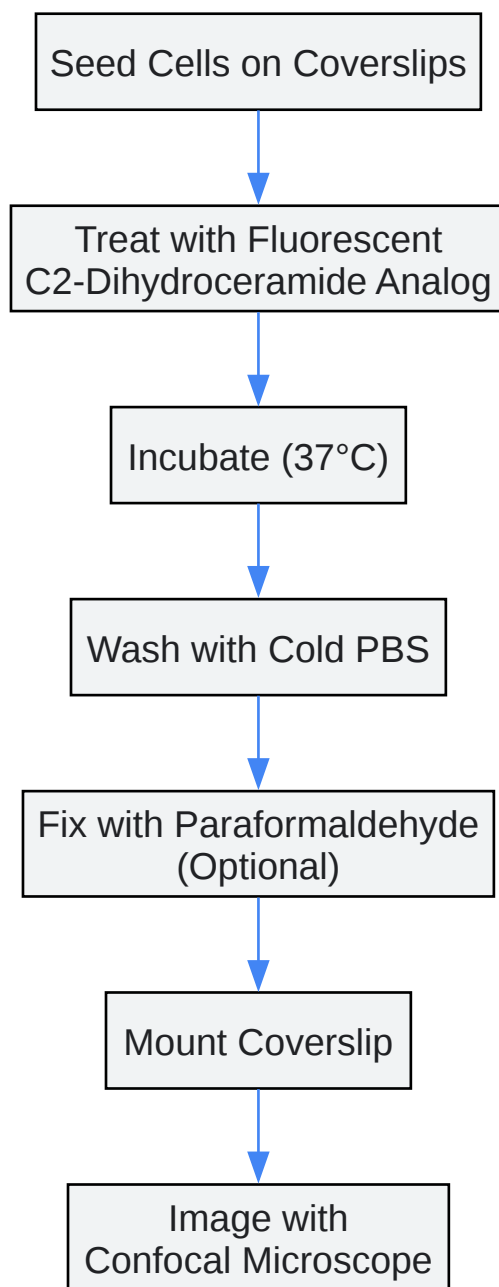 Seed Cells on Coverslips
Treat with Fluorescent
C2-Dihydroceramide Analog
Incubate (37°C)
Wash with Cold PBS
Fix with Paraformaldehyde
(Optional)
Mount Coverslip
Image with
Confocal Microscope